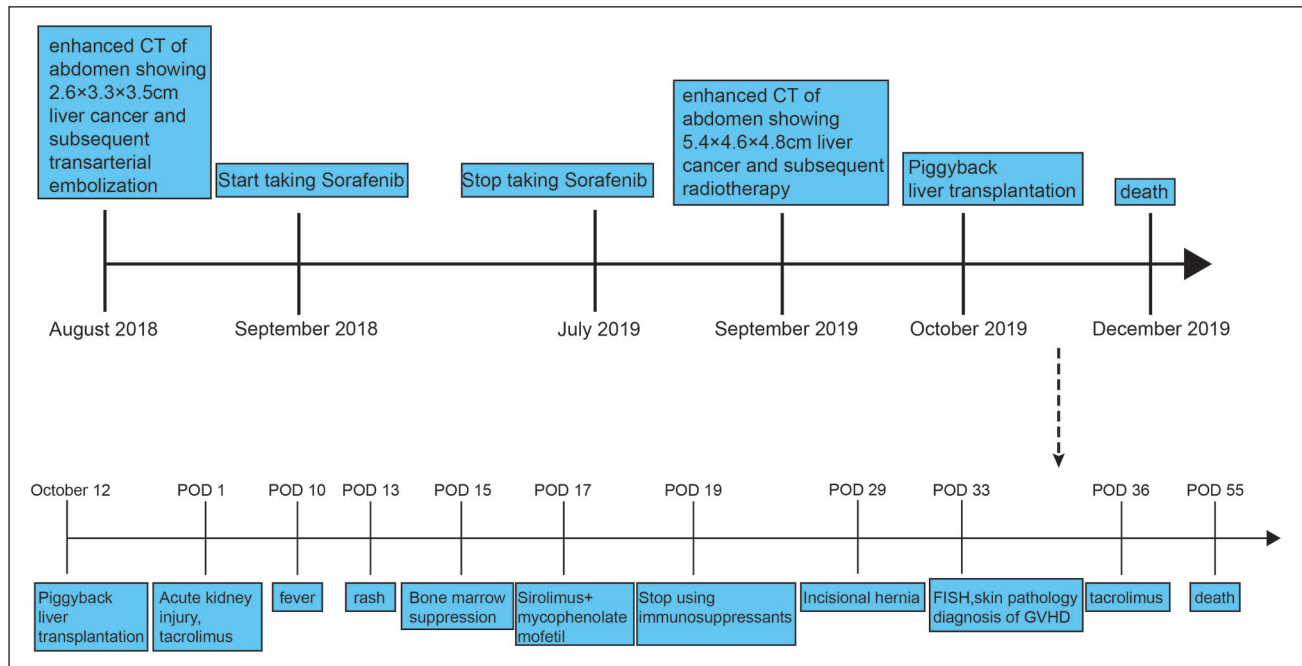 enhanced CT of
abdomen showing
2.6×3.3×3.5cm
liver cancer and
subsequent
transarterial
embolization
Start taking Sorafenib
Stop taking Sorafenib
enhanced CT of
abdomen showing
5.4×4.6×4.8cm liver
cancer and subsequent
radiotherapy
Piggyback
liver transplantation
death
August 2018
September 2018
July 2019
September 2019
October 2019
December 2019
October 12
POD 1
POD 10
POD 13
POD 15
POD 17
POD 19
POD 29
POD 33
POD 36
POD 55
Piggyback
liver
transplantation
Acute kidney
injury,
tacrolimus
fever
rash
Bone marrow
suppression
Sirolimus+
mycophenolate
mofetil
Stop using
immunosuppressants
Incisional hernia
FISH,skin pathology
diagnosis of GVHD
tacrolimus
death